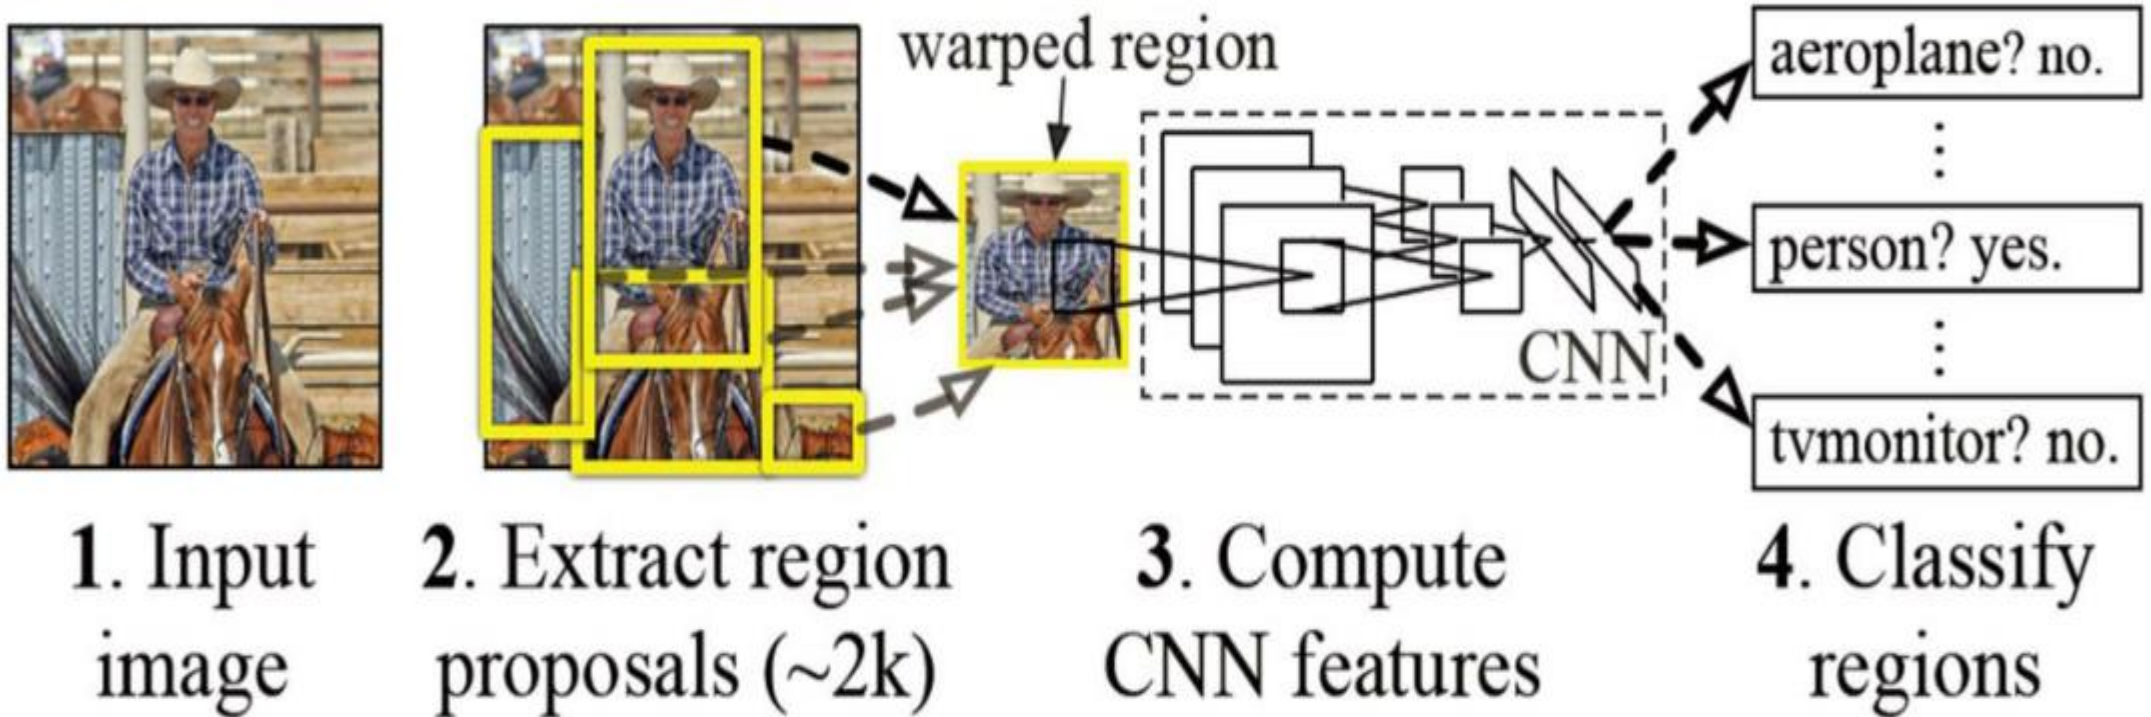 warped region
aeroplane? no.
person? yes.
CNN
tvmonitor? no.
1. Input
image
2. Extract region
proposals (~2k)
3. Compute
CNN features
4. Classify
regions